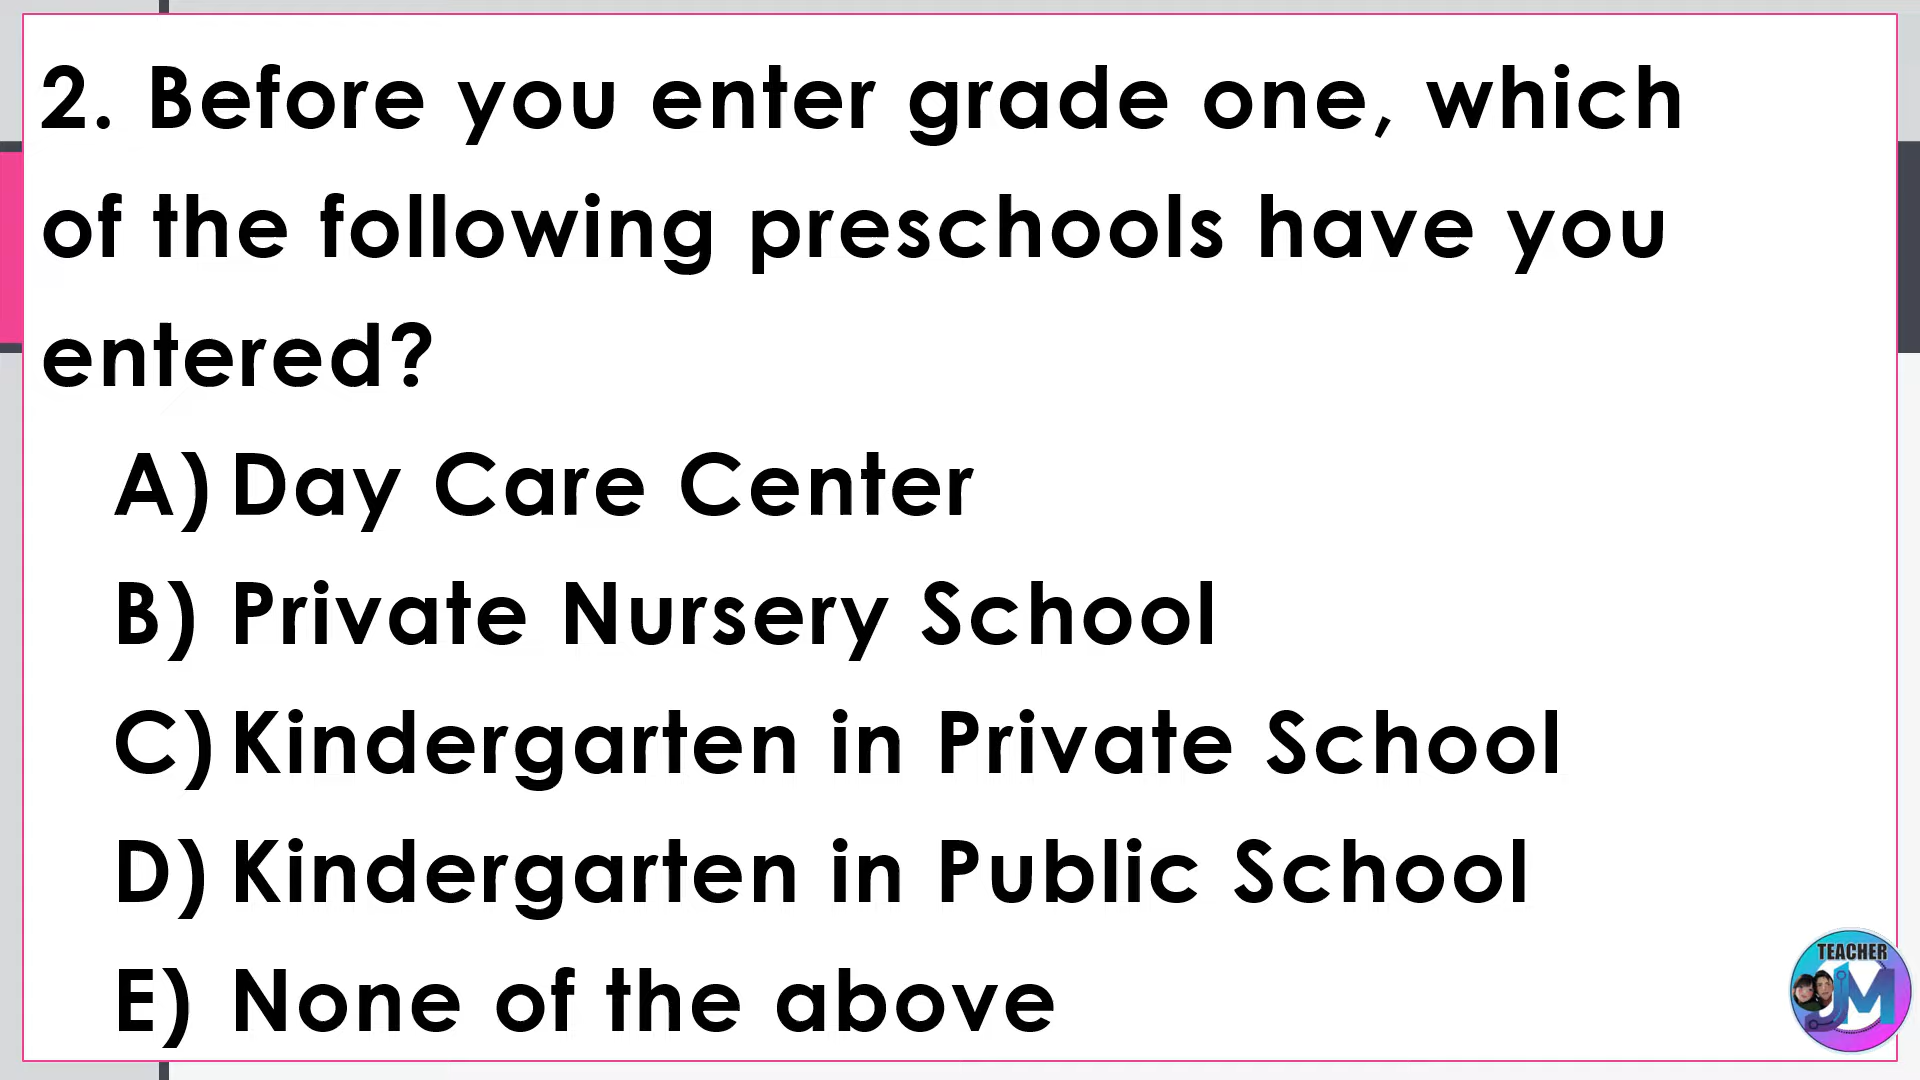 2. Before you enter grade one, which
of the following preschools have you
entered?
A) Day Care Center
B) Private Nursery School
C) Kindergarten in Private School
D) Kindergarten in Public School
E) None of the above
TEACHER
JM